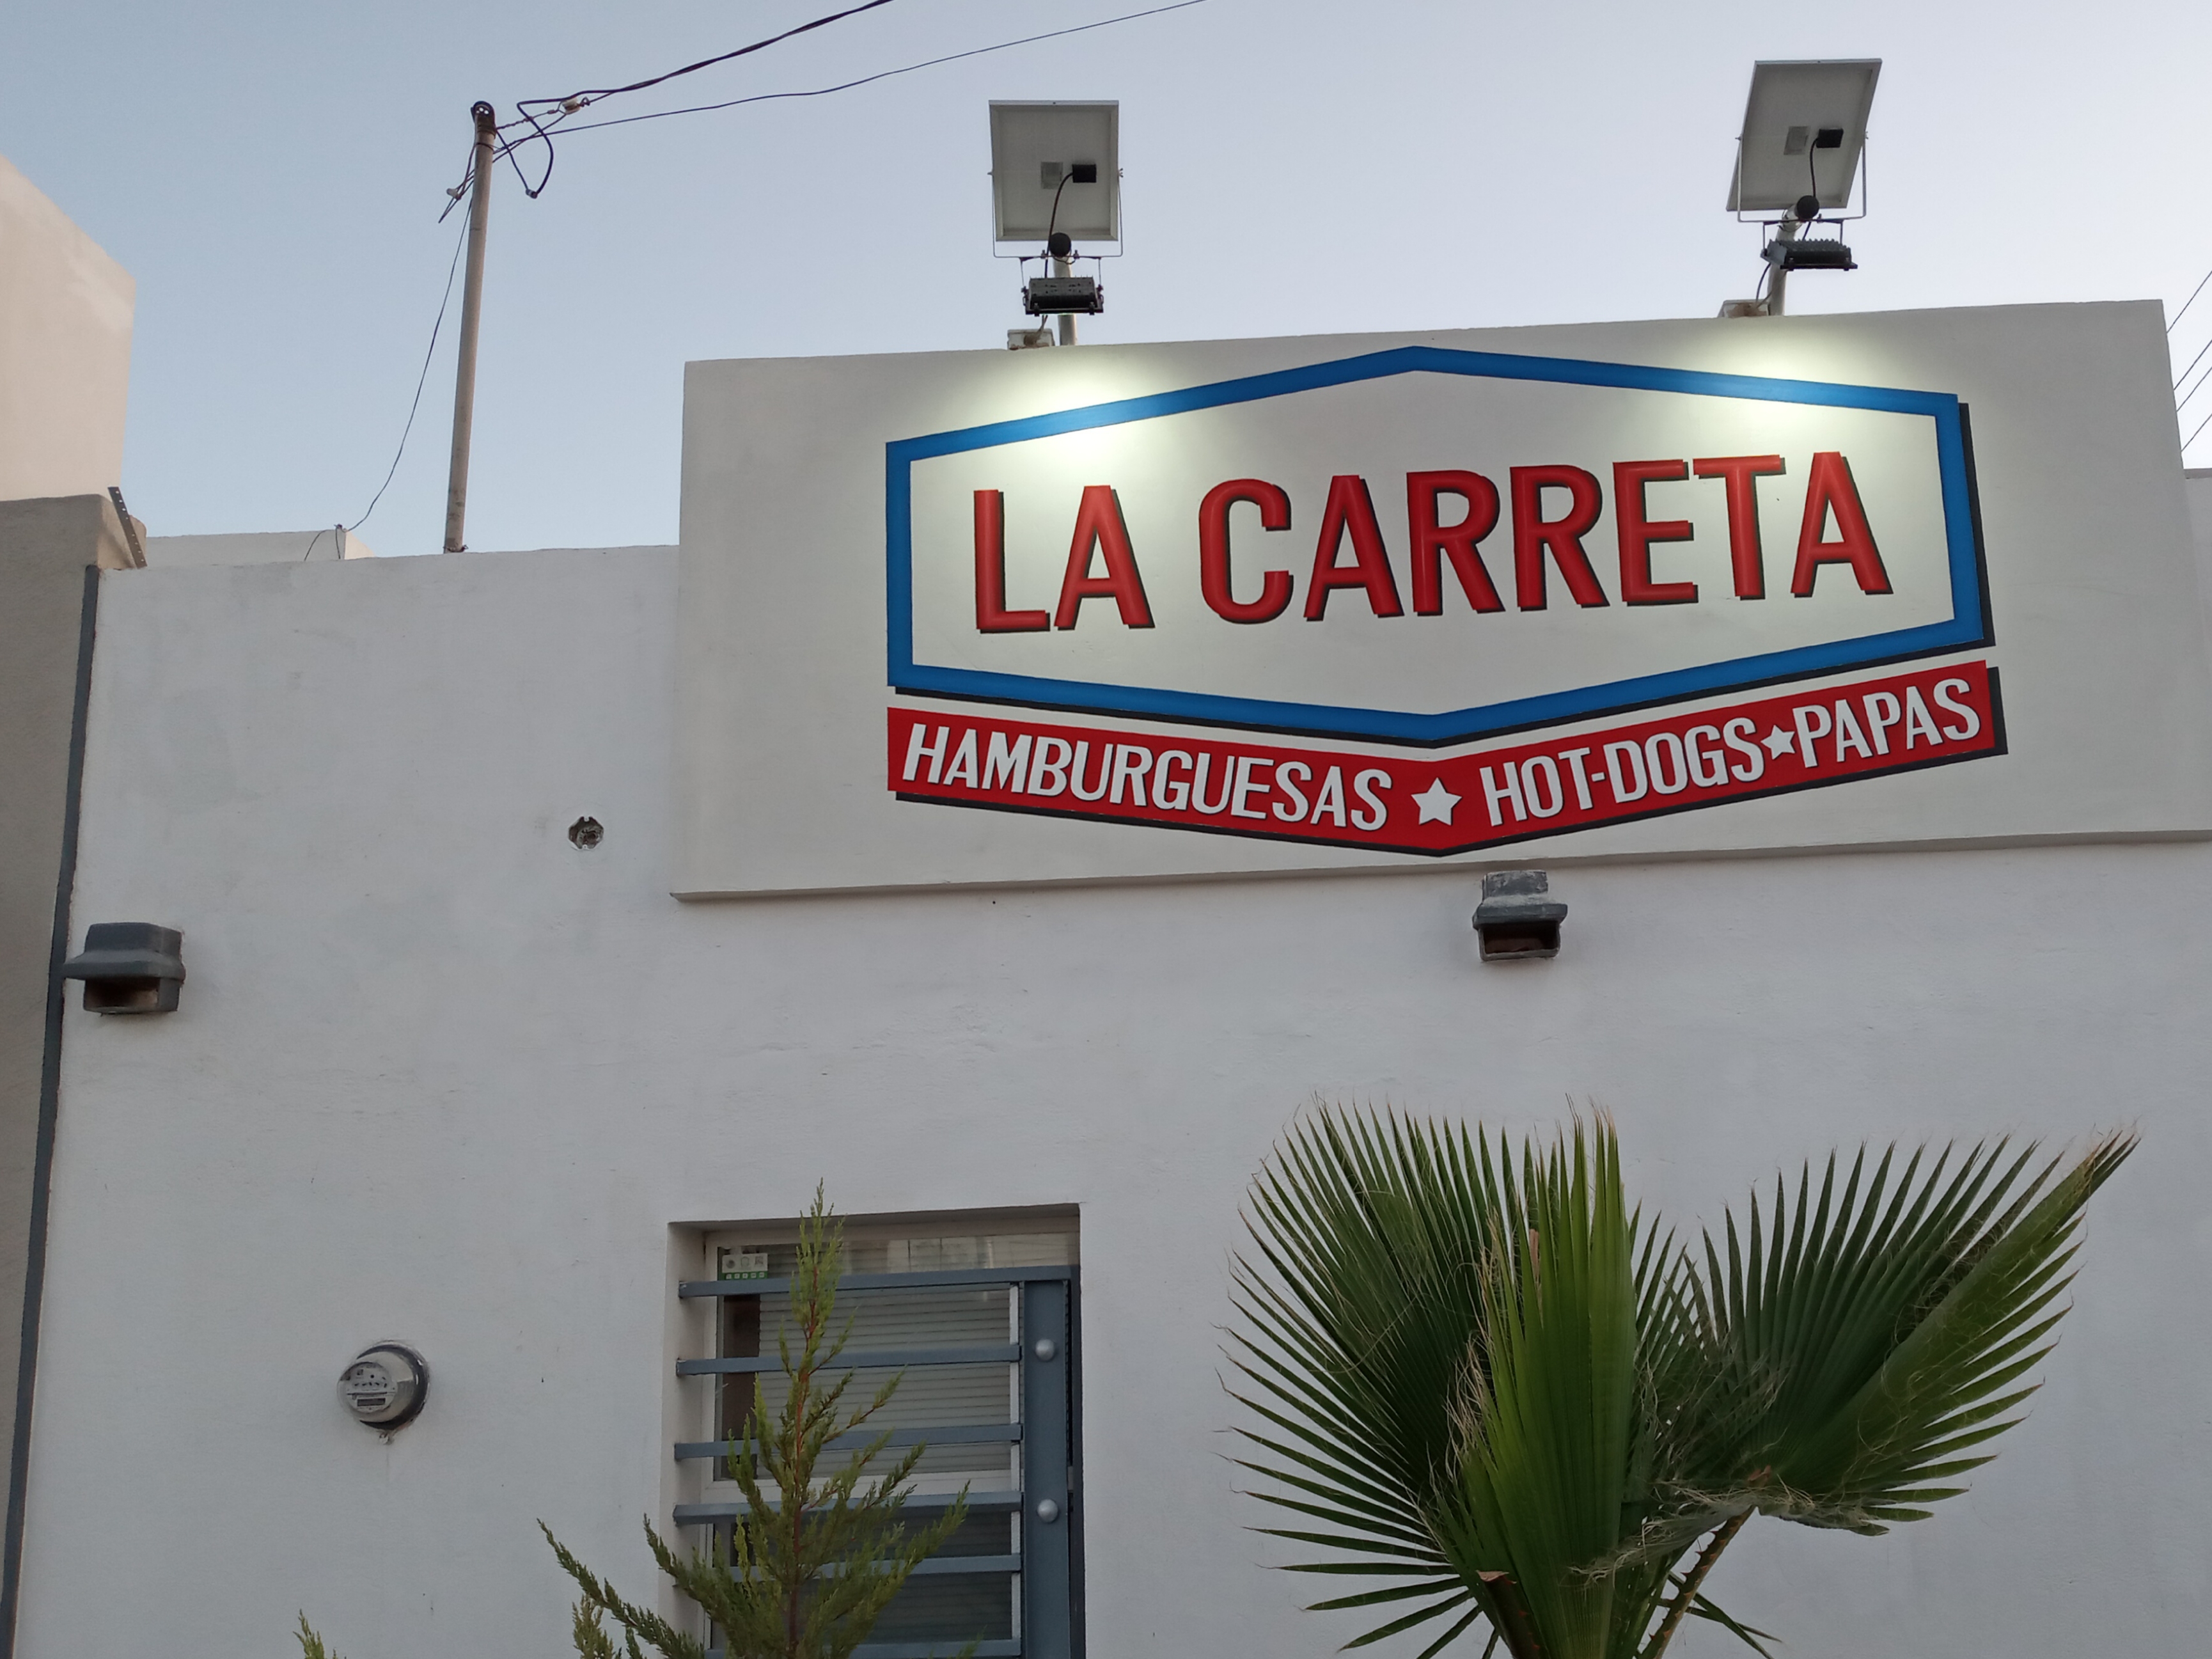 LA CARRETA
HAMBURGUESAS ★ HOT-DOGS ★ PAPAS